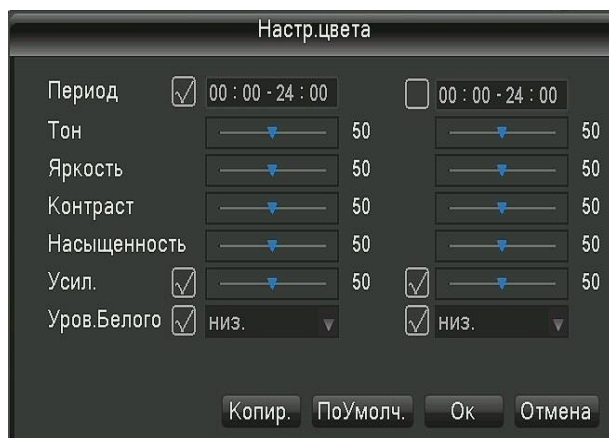 Настр.цвета
Период 00 : 00 - 24 : 00 00 : 00 - 24 : 00
Тон 50 50
Яркость 50 50
Контраст 50 50
Насыщенность 50 50
Усил. 50 50
Уров.Белого низ. низ.
Копир. ПоУмолч. Ок Отмена